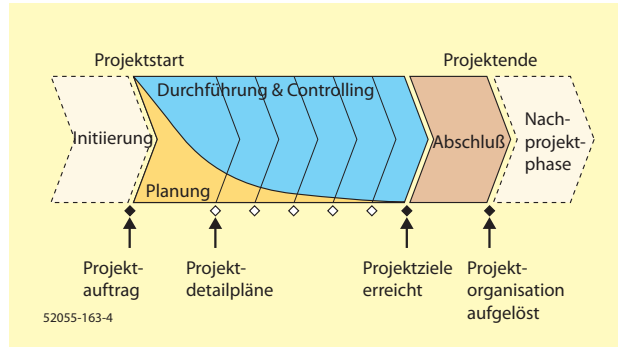 Projektstart
Projektende
Durchführung & Controlling
Initiierung
Abschluß
Nach-
projekt-
phase
Planung
Projekt-
auftrag
Projekt-
detailpläne
Projektziele
erreicht
Projekt-
organisation
aufgelöst
52055-163-4